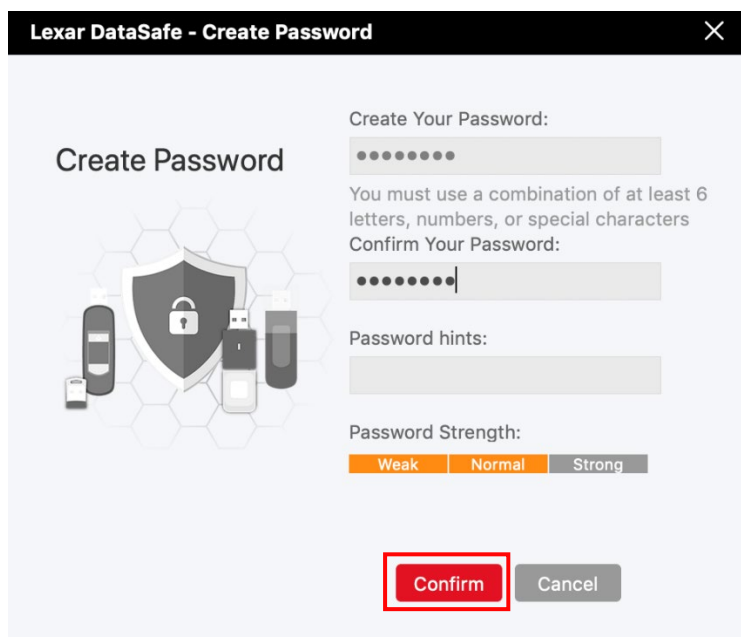 Lexar DataSafe - Create Password
Create Password
Create Your Password:
••••••••
You must use a combination of at least 6
letters, numbers, or special characters
Confirm Your Password:
••••••••
Password hints:
Password Strength:
Weak Normal Strong
Confirm Cancel